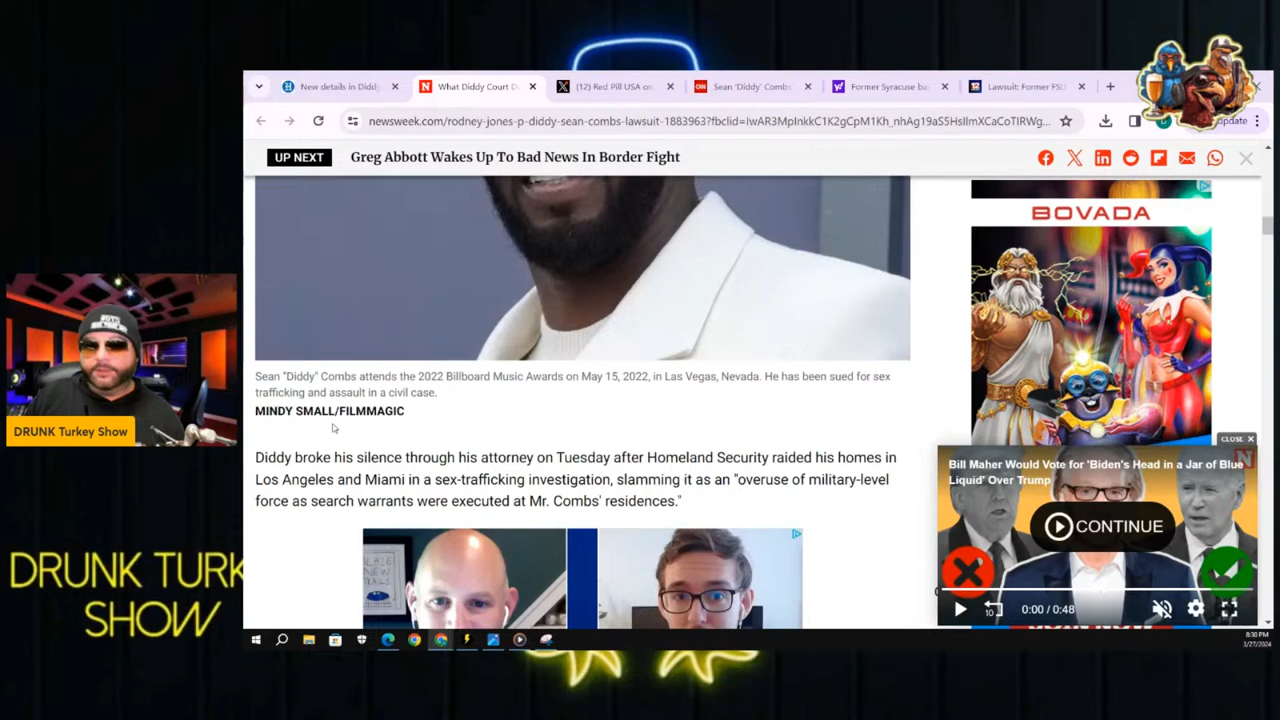 New details in Diddy
What Diddy Court D
(12) Red Pill USA on
Sean 'Diddy' Combs'
Former Syracuse ba
Lawsuit: Former FSU
newsweek.com/rodney-jones-p-diddy-sean-combs-lawsuit-1883963?fbclid=
update
UP NEXT
Greg Abbott Wakes Up To Bad News In Border Fight
BOVADA
Sean "Diddy" Combs attends the 2022 Billboard Music Awards on May 15, 2022, in Las Vegas, Nevada. He has been sued for sex
trafficking and assault in a civil case.
MINDY SMALL/FILMMAGIC
DRUNK Turkey Show
Diddy broke his silence through his attorney on Tuesday after Homeland Security raided his homes in
Los Angeles and Miami in a sex-trafficking investigation, slamming it as an "overuse of military-level
force as search warrants were executed at Mr. Combs' residences."
CLOSE X
Bill Maher Would Vote for 'Biden's Head in a Jar of Blue
Liquid' Over Trump
CONTINUE
10
0:00 / 0:48
DRUNK TURK
SHOW
8:30 PM
3/27/2024